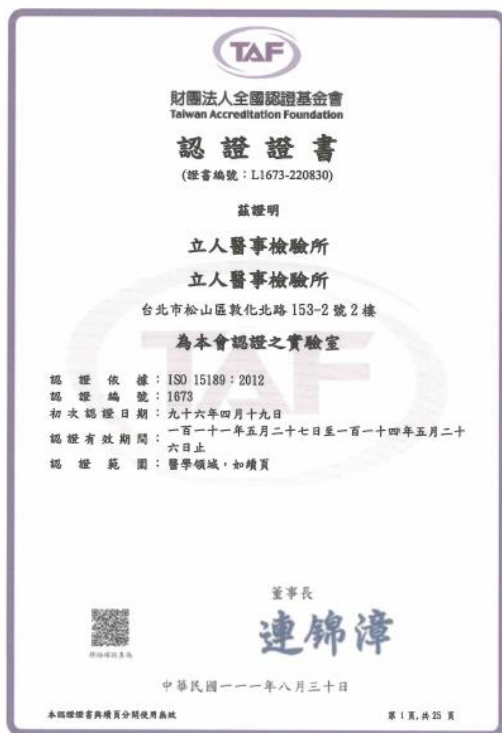 TAF
財團法人全國認證基金會
Taiwan Accreditation Foundation
認證證書
(證書編號：L1673-220830)
茲證明
立人醫事檢驗所
立人醫事檢驗所
台北市松山區敦化北路 153-2 號 2 樓
為本會認證之實驗室
認證依據：ISO 15189：2012
認證編號：1673
初次認證日期：九十六年四月十九日
認證有效期間：一百一十一年五月二十七日至一百一十四年五月二十
六日止
認證範圍：醫學領域，如續頁
董事長
連錦漳
中華民國一一一年八月三十日
本認證證書與續頁分開使用無效
第 1 頁,共 25 頁